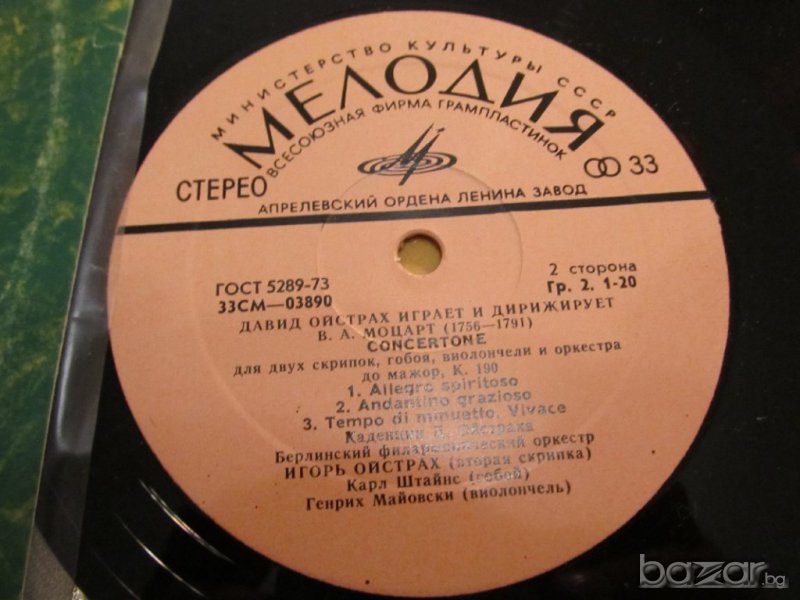 МИНИСТЕРСТВО КУЛЬТУРЫ СССР
МЕЛОДИЯ
ВСЕСОЮЗНАЯ ФИРМА ГРАМПЛАСТИНОК
СТЕРЕО
33
АПРЕЛЕВСКИЙ ОРДЕНА ЛЕНИНА ЗАВОД
ГОСТ 5289-73
2 сторона
33СМ—03890
Гр. 2. 1-20
ДАВИД ОЙСТРАХ ИГРАЕТ И ДИРИЖИРУЕТ
В. А. МОЦАРТ (1756—1791)
CONCERTONE
для двух скрипок, гобоя, виолончели и оркестра
до мажор, К. 190
1. Allegro spiritoso
2. Andantino grazioso
3. Tempo di minuetto. Vivace
Каденции Д. Ойстраха
Берлинский филармонический оркестр
ИГОРЬ ОЙСТРАХ (вторая скрипка)
Карл Штайнс (гобой)
Генрих Майовски (виолончель)
bazar.bg